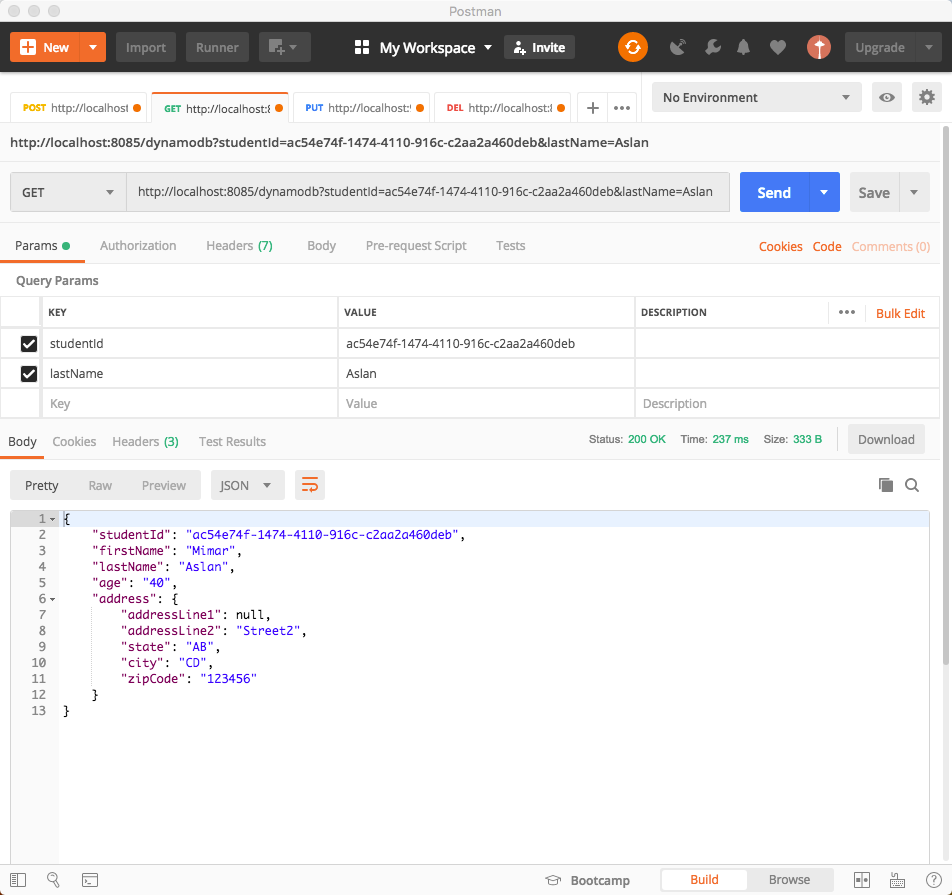 Postman
New Import Runner My Workspace Invite Upgrade
POST http://localhost GET http://localhost:8 PUT http://localhost:! DEL http://localhost:8 No Environment
http://localhost:8085/dynamodb?studentId=ac54e74f-1474-4110-916c-c2aa2a460deb&lastName=Aslan
GET http://localhost:8085/dynamodb?studentId=ac54e74f-1474-4110-916c-c2aa2a460deb&lastName=Aslan Send Save
Params Authorization Headers (7) Body Pre-request Script Tests Cookies Code Comments (0)
Query Params
KEY VALUE DESCRIPTION Bulk Edit
studentId ac54e74f-1474-4110-916c-c2aa2a460deb
lastName Aslan
Key Value Description
Body Cookies Headers (3) Test Results Status: 200 OK Time: 237 ms Size: 333 B Download
Pretty Raw Preview JSON
1 {
2 "studentId": "ac54e74f-1474-4110-916c-c2aa2a460deb",
3 "firstName": "Mimar",
4 "lastName": "Aslan",
5 "age": "40",
6 "address": {
7 "addressLine1": null,
8 "addressLine2": "Street2",
9 "state": "AB",
10 "city": "CD",
11 "zipCode": "123456"
12 }
13 }
Bootcamp Build Browse